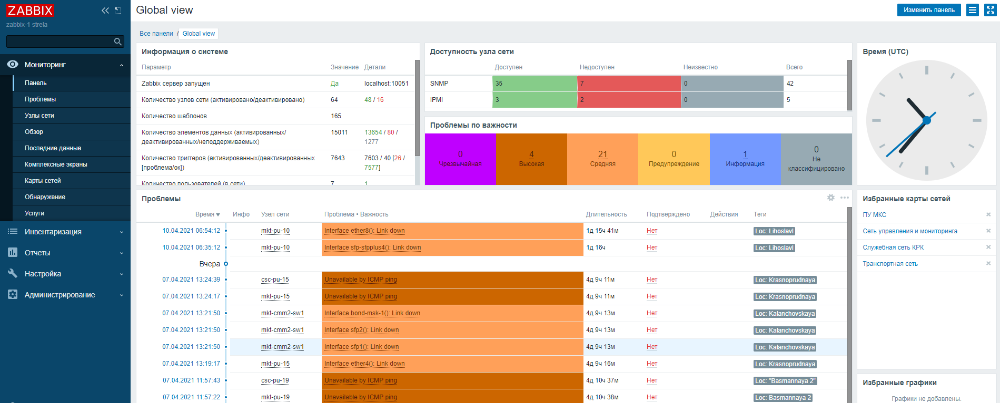 ZABBIX
zabbix-1 strela
Мониторинг
Панель
Проблемы
Узлы сети
Обзор
Последние данные
Комплексные экраны
Карты сетей
Обнаружение
Услуги
Инвентаризация
Отчеты
Настройка
Администрирование
Global view
Изменить панель
Все панели / Global view
Информация о системе
Параметр Значение Детали
Zabbix сервер запущен Да localhost:10051
Количество узлов сети (активировано/деактивировано) 64 48 / 16
Количество шаблонов 165
Количество элементов данных (активированных/ 15011 13654 / 80 /
деактивированных/неподдерживаемых) 1277
Количество триггеров (активированных/деактивированных 7643 7603 / 40 [26 /
[проблема/ок]) 7577]
Количество пользователей (в сети) 7 1
Доступность узла сети
Доступен Недоступен Неизвестно Всего
SNMP 35 7 0 42
IPMI 3 2 0 5
Проблемы по важности
0 Чрезвычайная
4 Высокая
21 Средняя
0 Предупреждение
1 Информация
0 Не
классифицировано
Время (UTC)
Проблемы
Время Инфо Узел сети Проблема • Важность Длительность Подтверждено Действия Теги
10.04.2021 06:54:12 mkt-pu-10 Interface ether8(): Link down 1д 15ч 41м Нет Loc: Lihoslavl
10.04.2021 06:35:12 mkt-pu-10 Interface sfp-sfpplus4(): Link down 1д 16ч Нет Loc: Lihoslavl
Вчера
07.04.2021 13:24:39 csc-pu-15 Unavailable by ICMP ping 4д 9ч 11м Нет Loc: Krasnoprudnaya
07.04.2021 13:24:17 mkt-pu-15 Unavailable by ICMP ping 4д 9ч 11м Нет Loc: Krasnoprudnaya
07.04.2021 13:21:50 mkt-cmm2-sw1 Interface bond-msk-1(): Link down 4д 9ч 13м Нет Loc: Kalanchovskaya
07.04.2021 13:21:50 mkt-cmm2-sw1 Interface sfp2(): Link down 4д 9ч 13м Нет Loc: Kalanchovskaya
07.04.2021 13:21:50 mkt-cmm2-sw1 Interface sfp1(): Link down 4д 9ч 13м Нет Loc: Kalanchovskaya
07.04.2021 13:19:17 mkt-pu-15 Interface ether4(): Link down 4д 9ч 16м Нет Loc: Krasnoprudnaya
07.04.2021 11:57:43 csc-pu-19 Unavailable by ICMP ping 4д 10ч 37м Нет Loc: "Basmannaya 2"
07.04.2021 11:57:22 mkt-pu-19 Unavailable by ICMP ping 4д 10ч 38м Нет Loc: Basmannaya 2
Избранные карты сетей
ПУ МКС
Сеть управления и мониторинга
Служебная сеть КРК
Транспортная сеть
Избранные графики
Графики не добавлены.